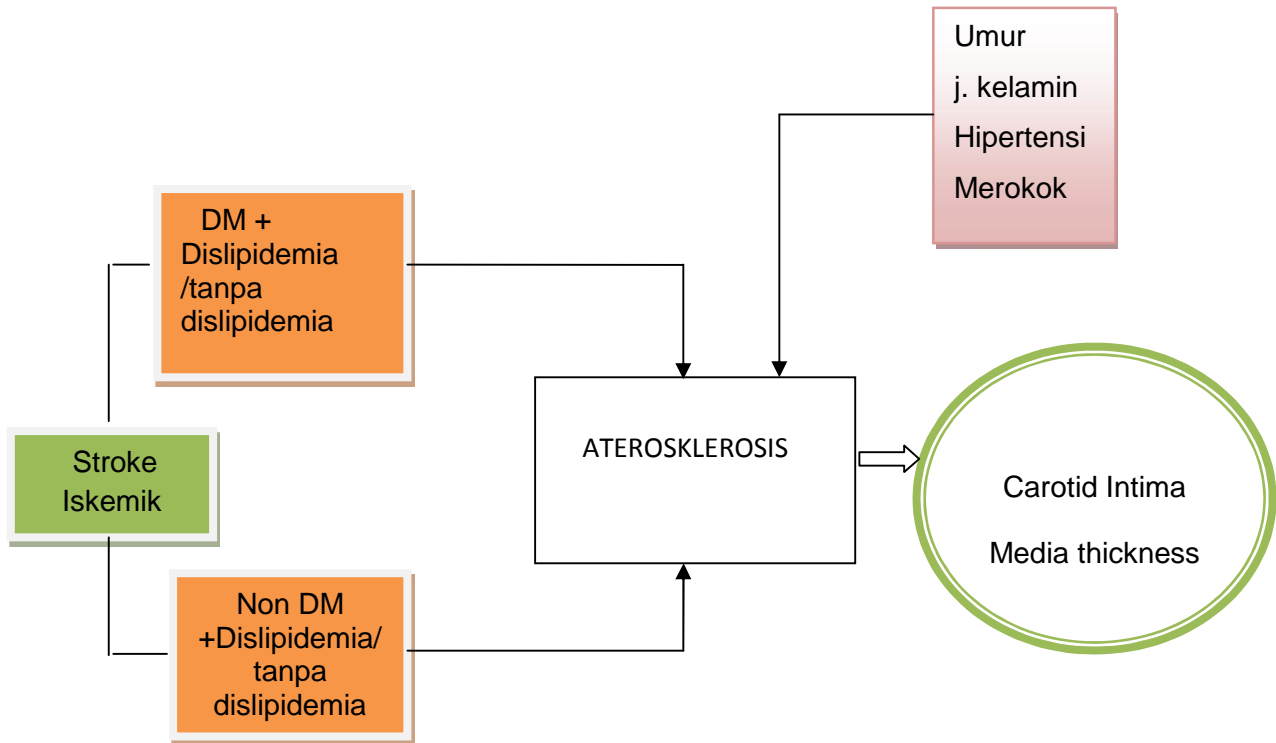 Umur
j. kelamin
Hipertensi
Merokok
DM +
Dislipidemia
/tanpa
dislipidemia
ATEROSKLEROSIS
Stroke
Iskemik
Carotid Intima
Media thickness
Non DM
+Dislipidemia/
tanpa
dislipidemia